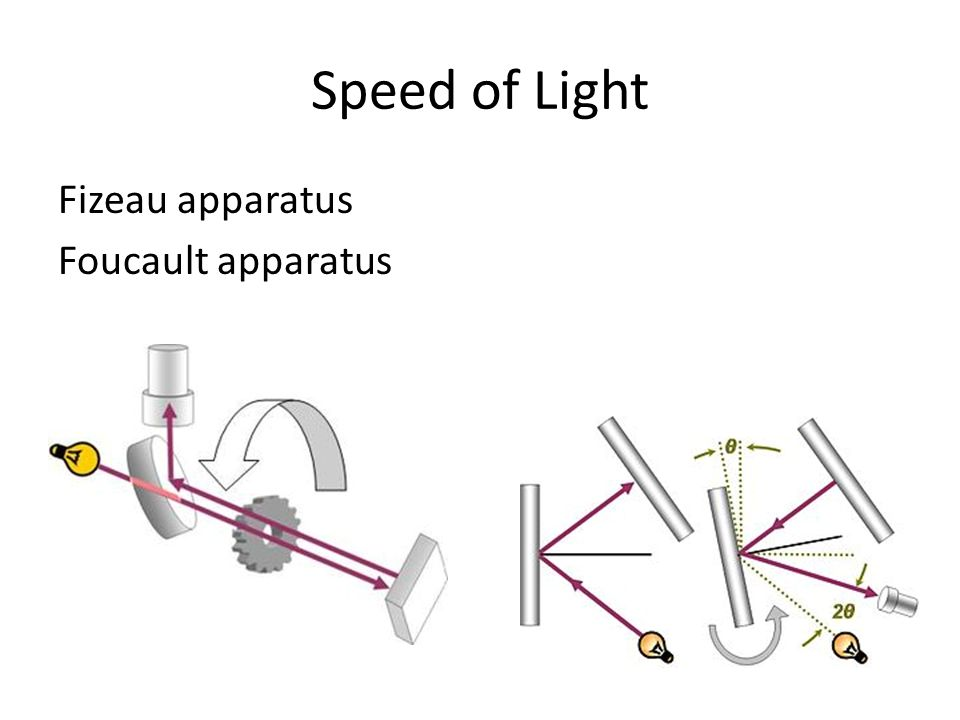 Speed of Light
Fizeau apparatus
Foucault apparatus
θ
2θ